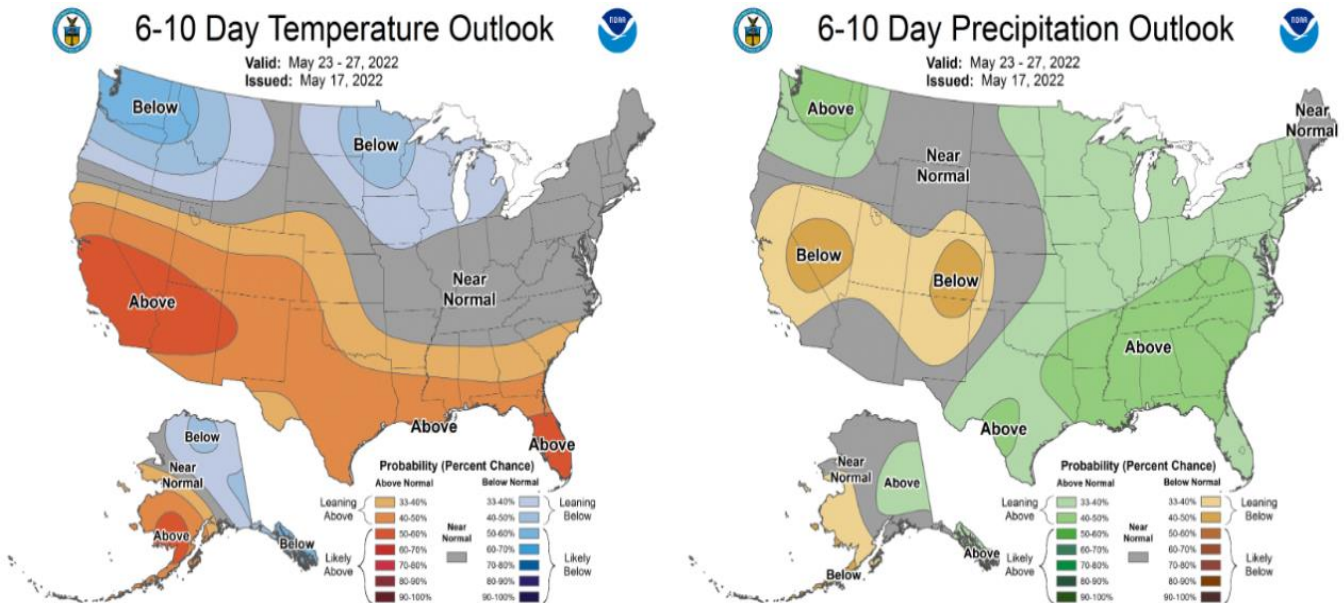 6-10 Day Temperature Outlook
Valid: May 23 - 27, 2022
Issued: May 17, 2022
NOAA
Below
Below
Near
Normal
Above
Above
Above
Below
Near
Normal
Above
Below
Probability (Percent Chance)
Above Normal
Below Normal
Leaning
Above
33-40%
40-50%
Likely
Above
50-60%
60-70%
70-80%
80-90%
90-100%
Near
Normal
33-40%
40-50%
Leaning
Below
50-60%
60-70%
70-80%
80-90%
90-100%
Likely
Below
6-10 Day Precipitation Outlook
Valid: May 23 - 27, 2022
Issued: May 17, 2022
NOAA
Above
Near
Normal
Near
Normal
Below
Below
Above
Above
Near
Normal
Above
Above
Below
Probability (Percent Chance)
Above Normal
Below Normal
Leaning
Above
33-40%
40-50%
Likely
Above
50-60%
60-70%
70-80%
80-90%
90-100%
Near
Normal
33-40%
40-50%
Leaning
Below
50-60%
60-70%
70-80%
80-90%
90-100%
Likely
Below